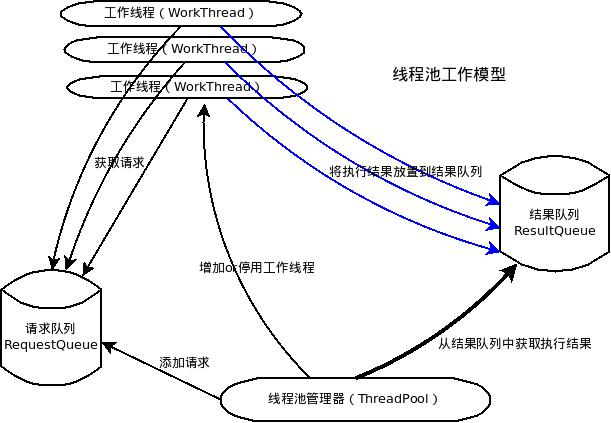 工作线程（WorkThread）
工作线程（WorkThread）
工作线程（WorkThread）
线程池工作模型
获取请求
将执行结果放置到结果队列
结果队列
ResultQueue
增加or停用工作线程
请求队列
RequestQueue
从结果队列中获取执行结果
添加请求
线程池管理器（ThreadPool）